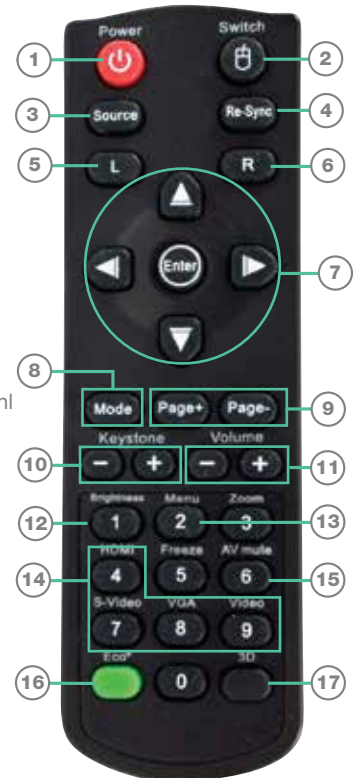 Power Switch
1 2
3 Source Re-Sync 4
5 L R 6
Enter 7
8
nl
Mode Page+ Page- 9
Keystone Volume
10 - + - + 11
Brightness Menu Zoom
12 1 2 3 13
HDMI Freeze AV mute
14 4 5 6 15
S-Video VGA Video
7 8 9
Eco+ 3D
16 0 17